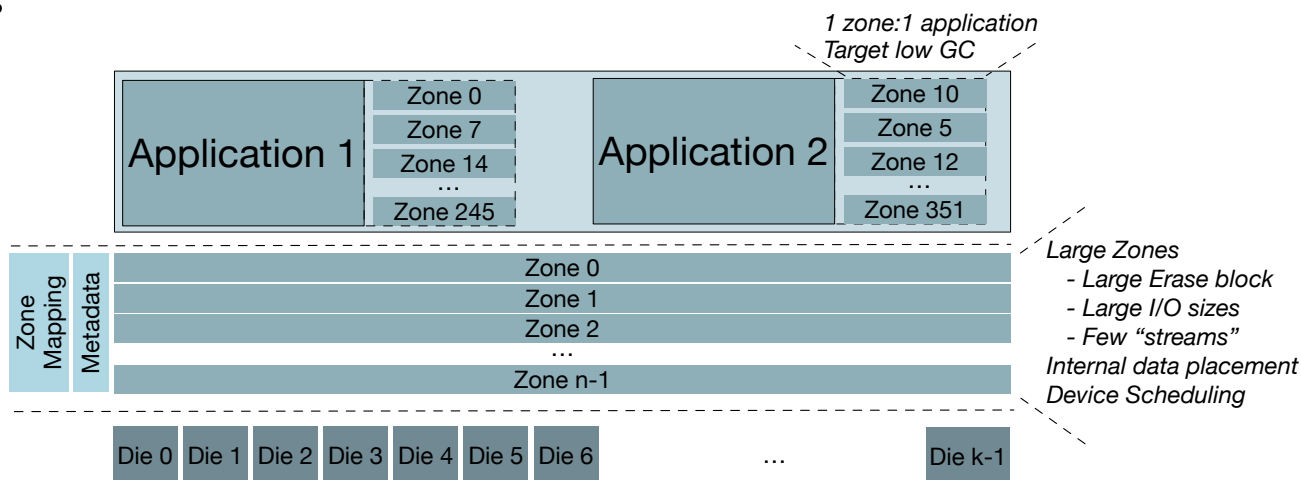 1 zone:1 application
Target low GC
Application 1
Zone 0
Zone 7
Zone 14
...
Zone 245
Application 2
Zone 10
Zone 5
Zone 12
...
Zone 351
Zone
Mapping
Metadata
Zone 0
Zone 1
Zone 2
...
Zone n-1
Large Zones
- Large Erase block
- Large I/O sizes
- Few “streams”
Internal data placement
Device Scheduling
Die 0 Die 1 Die 2 Die 3 Die 4 Die 5 Die 6 ... Die k-1